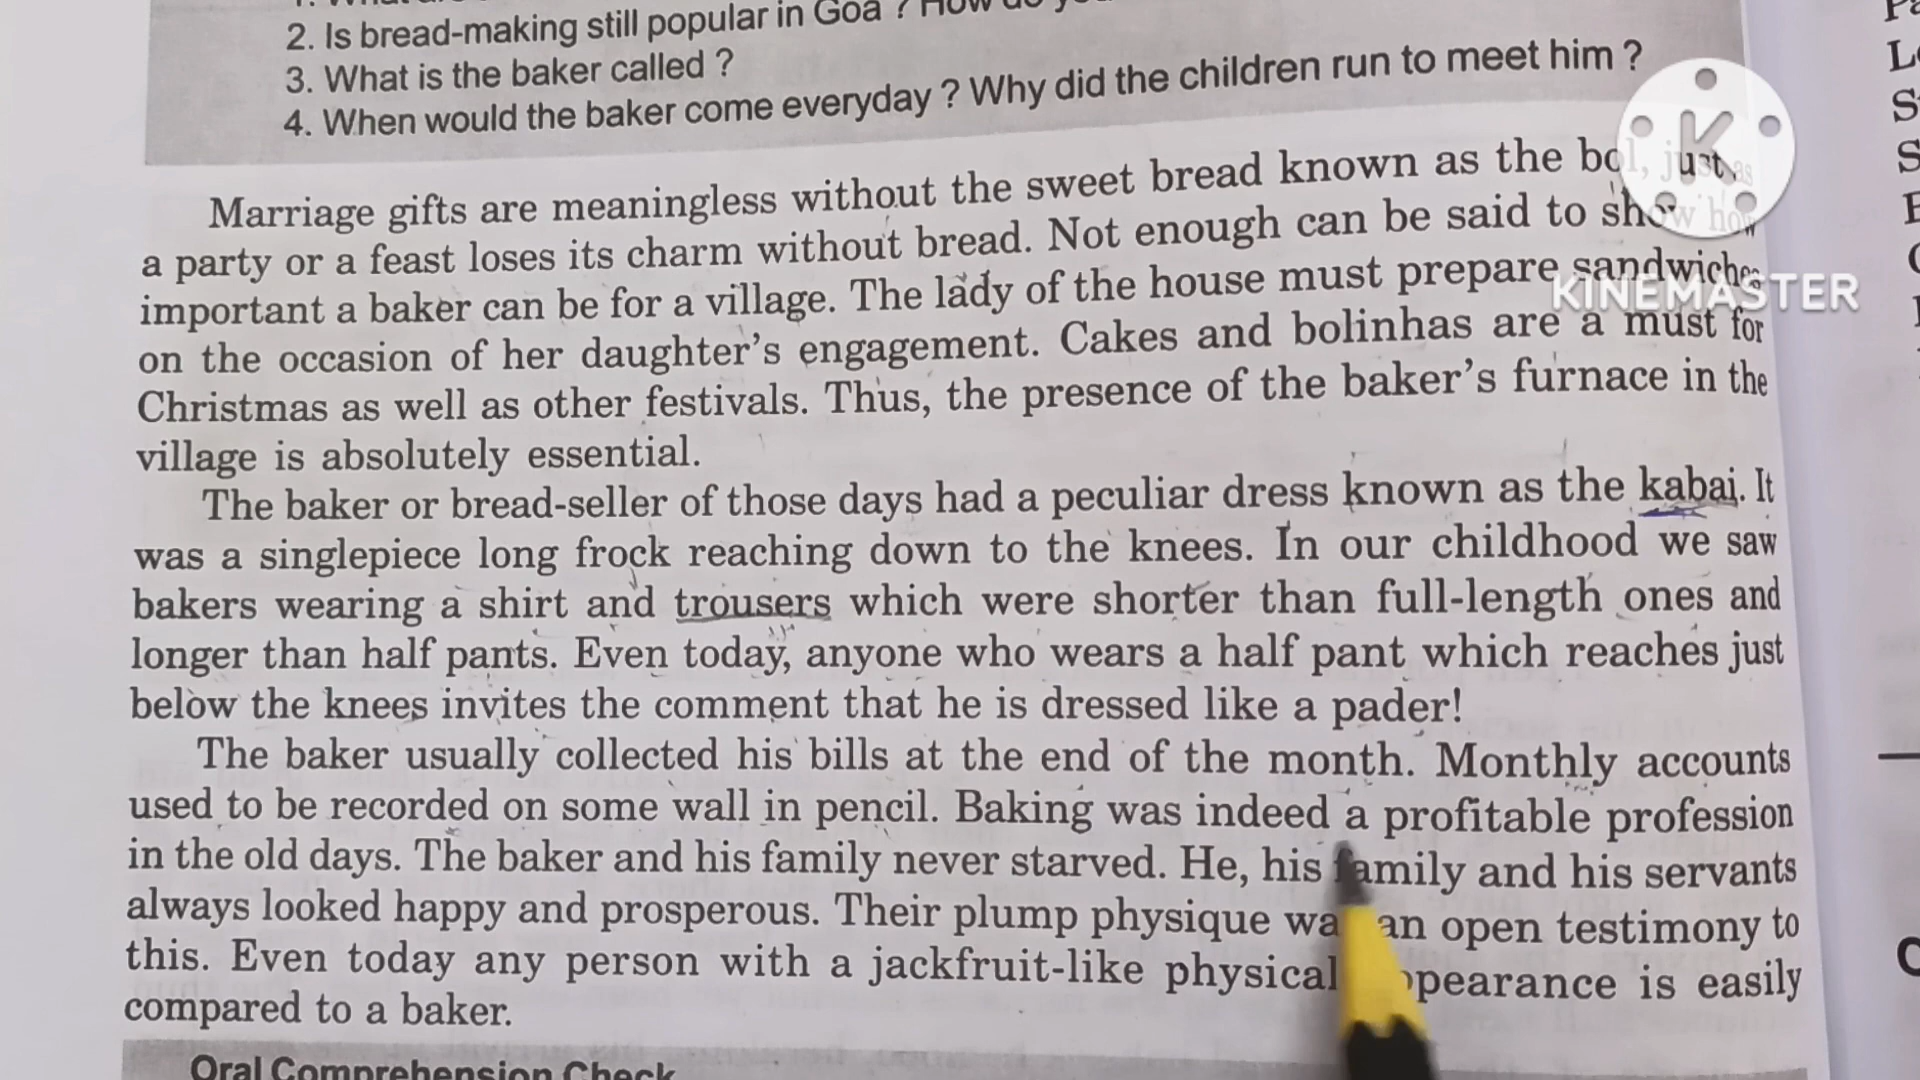 2. Is bread-making still popular in Goa ? How do
3. What is the baker called ?
4. When would the baker come everyday ? Why did the children run to meet him ?
Marriage gifts are meaningless without the sweet bread known as the bol, just as
a party or a feast loses its charm without bread. Not enough can be said to show how
important a baker can be for a village. The lady of the house must prepare sandwiches
on the occasion of her daughter's engagement. Cakes and bolinhas are a must for
Christmas as well as other festivals. Thus, the presence of the baker's furnace in the
village is absolutely essential.
The baker or bread-seller of those days had a peculiar dress known as the kabai. It
was a singlepiece long frock reaching down to the knees. In our childhood we saw
bakers wearing a shirt and trousers which were shorter than full-length ones and
longer than half pants. Even today, anyone who wears a half pant which reaches just
below the knees invites the comment that he is dressed like a pader!
The baker usually collected his bills at the end of the month. Monthly accounts
used to be recorded on some wall in pencil. Baking was indeed a profitable profession
in the old days. The baker and his family never starved. He, his family and his servants
always looked happy and prosperous. Their plump physique was an open testimony to
this. Even today any person with a jackfruit-like physical appearance is easily
compared to a baker.
Oral Comprehension Check
K
KINEMASTER